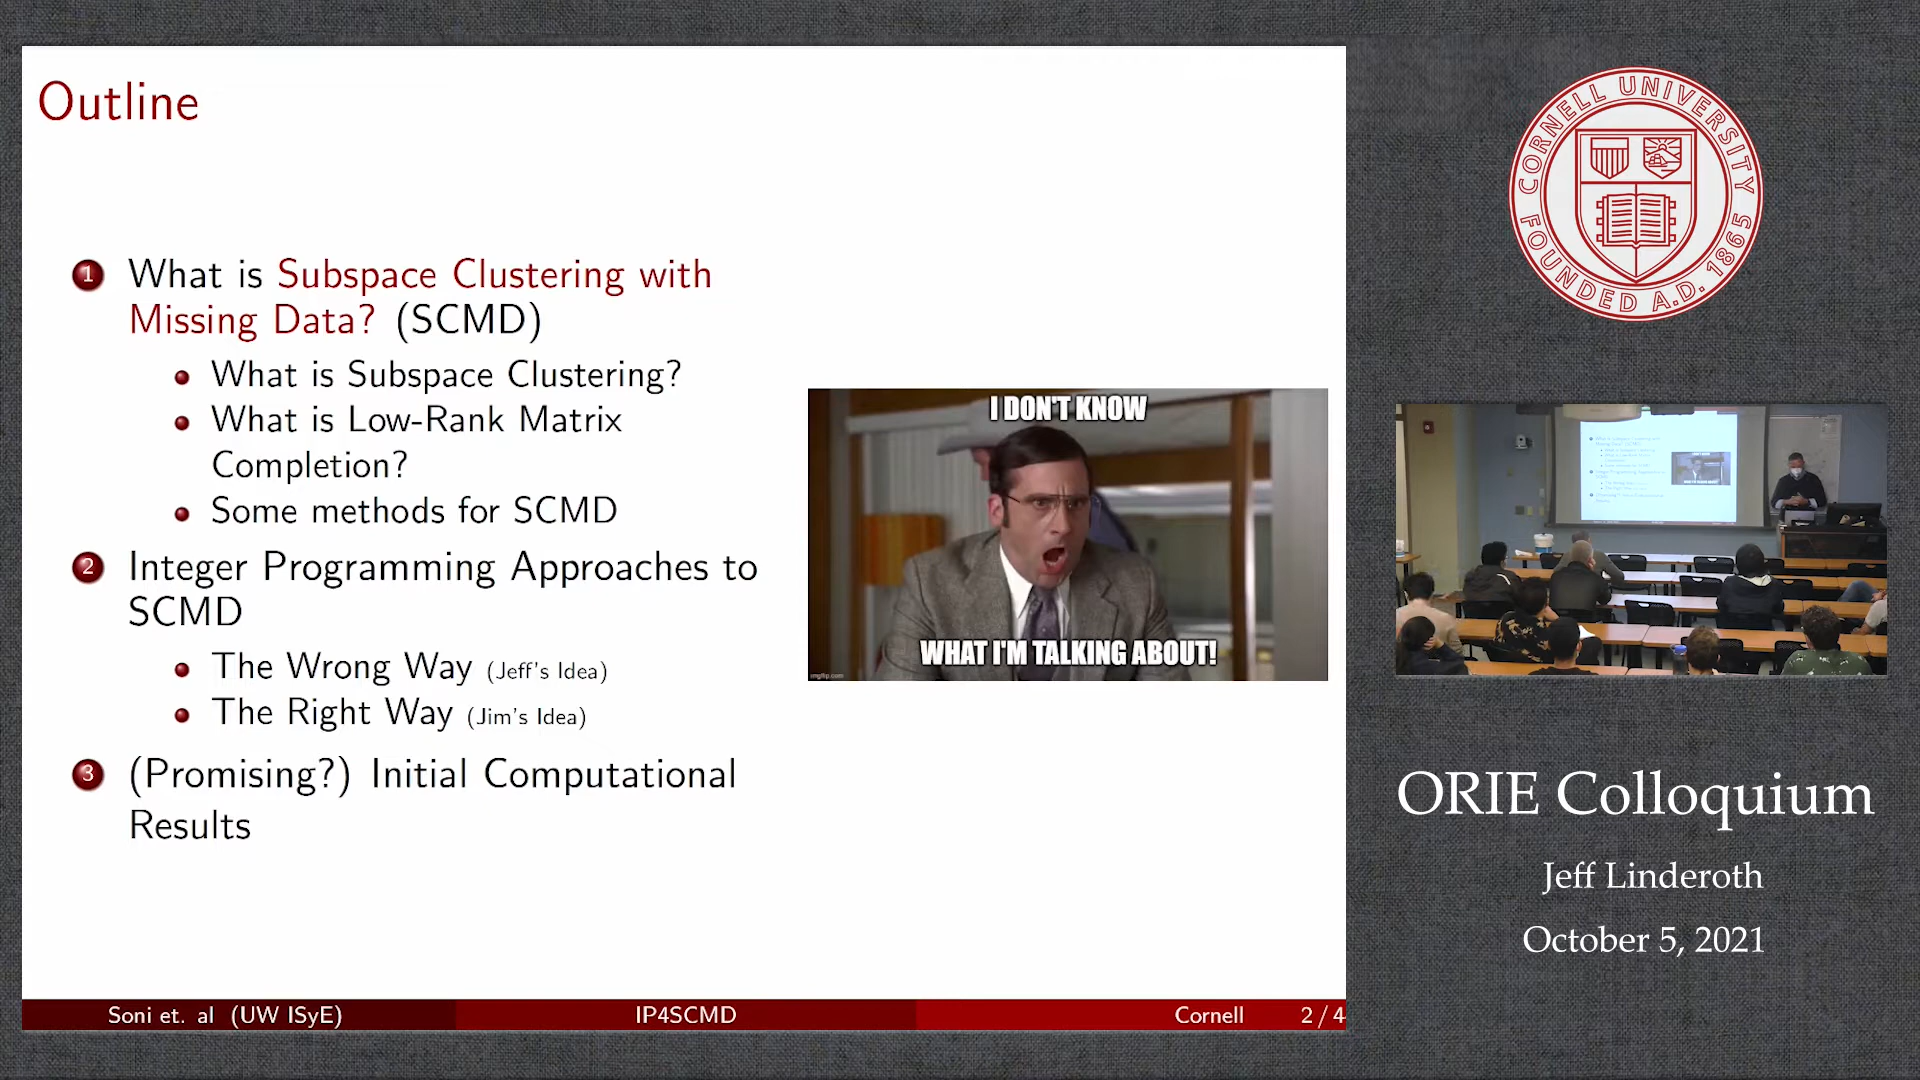 Outline
1 What is Subspace Clustering with
Missing Data? (SCMD)
What is Subspace Clustering?
What is Low-Rank Matrix
Completion?
Some methods for SCMD
2 Integer Programming Approaches to
SCMD
The Wrong Way (Jeff's Idea)
The Right Way (Jim's Idea)
3 (Promising?) Initial Computational
Results
I DON'T KNOW
WHAT I'M TALKING ABOUT!
imgflip.com
Soni et. al (UW ISyE) IP4SCMD Cornell 2 / 4
CORNELL UNIVERSITY
FOUNDED A.D. 1865
ORIE Colloquium
Jeff Linderoth
October 5, 2021